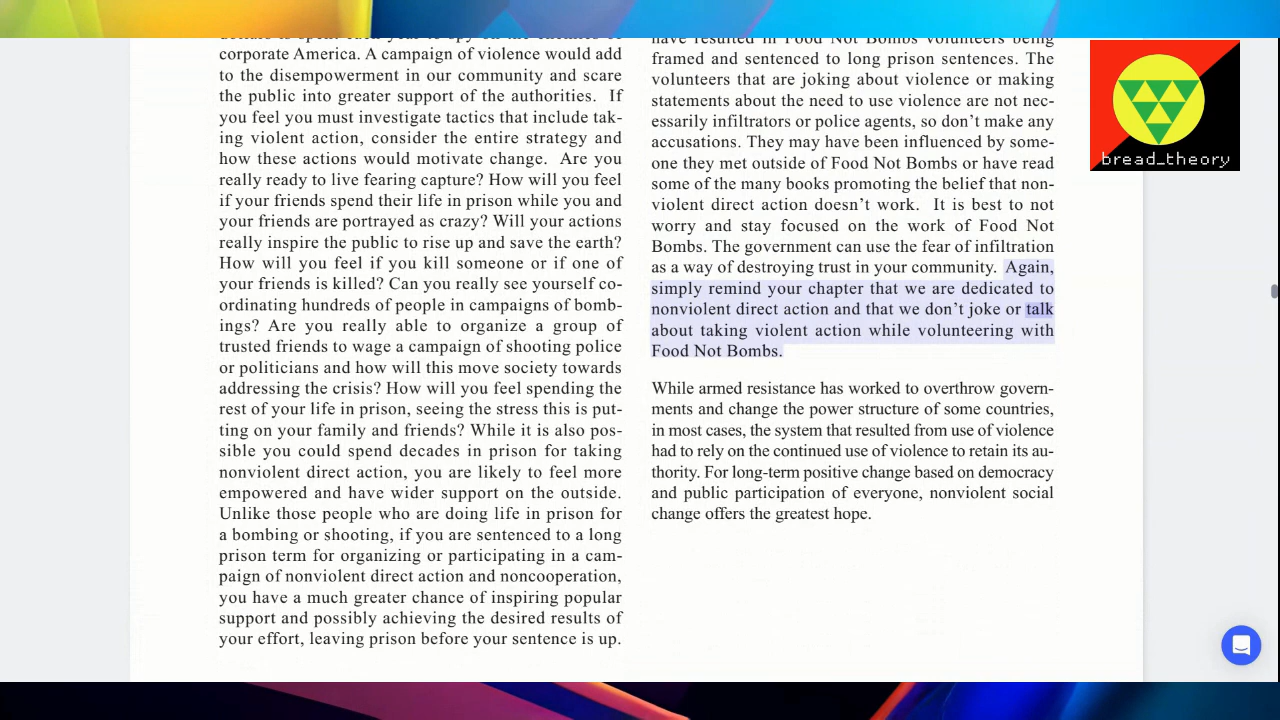 corporate America. A campaign of violence would add
to the disempowerment in our community and scare
the public into greater support of the authorities. If
you feel you must investigate tactics that include tak-
ing violent action, consider the entire strategy and
how these actions would motivate change. Are you
really ready to live fearing capture? How will you feel
if your friends spend their life in prison while you and
your friends are portrayed as crazy? Will your actions
really inspire the public to rise up and save the earth?
How will you feel if you kill someone or if one of
your friends is killed? Can you really see yourself co-
ordinating hundreds of people in campaigns of bomb-
ings? Are you really able to organize a group of
trusted friends to wage a campaign of shooting police
or politicians and how will this move society towards
addressing the crisis? How will you feel spending the
rest of your life in prison, seeing the stress this is put-
ting on your family and friends? While it is also pos-
sible you could spend decades in prison for taking
nonviolent direct action, you are likely to feel more
empowered and have wider support on the outside.
Unlike those people who are doing life in prison for
a bombing or shooting, if you are sentenced to a long
prison term for organizing or participating in a cam-
paign of nonviolent direct action and noncooperation,
you have a much greater chance of inspiring popular
support and possibly achieving the desired results of
your effort, leaving prison before your sentence is up.
have resulted in Food Not Bombs volunteers being
framed and sentenced to long prison sentences. The
volunteers that are joking about violence or making
statements about the need to use violence are not nec-
essarily infiltrators or police agents, so don't make any
accusations. They may have been influenced by some-
one they met outside of Food Not Bombs or have read
some of the many books promoting the belief that non-
violent direct action doesn't work. It is best to not
worry and stay focused on the work of Food Not
Bombs. The government can use the fear of infiltration
as a way of destroying trust in your community. Again,
simply remind your chapter that we are dedicated to
nonviolent direct action and that we don't joke or talk
about taking violent action while volunteering with
Food Not Bombs.
While armed resistance has worked to overthrow govern-
ments and change the power structure of some countries,
in most cases, the system that resulted from use of violence
had to rely on the continued use of violence to retain its au-
thority. For long-term positive change based on democracy
and public participation of everyone, nonviolent social
change offers the greatest hope.
bread_theory